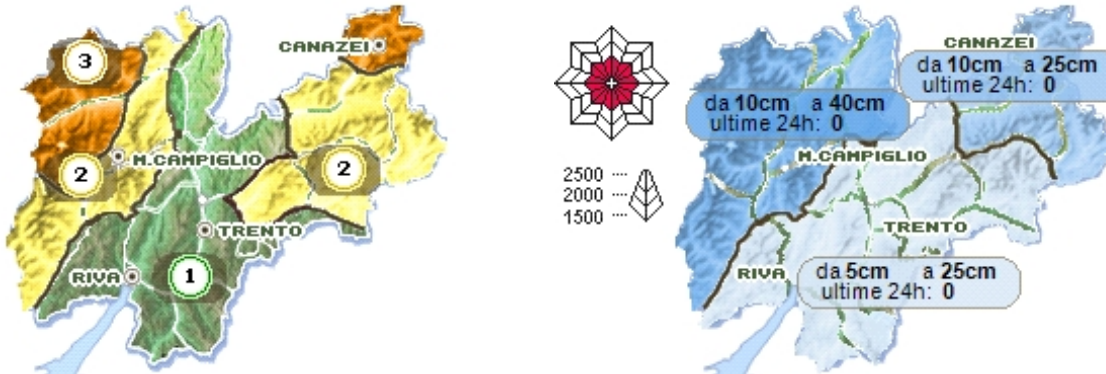 CANAZEI
3
M.CAMPIGLIO
2
2
TRENTO
RIVA
1
2500
2000
1500
CANAZEI
da 10cm a 25cm
ultime 24h: 0
da 10cm a 40cm
ultime 24h: 0
M.CAMPIGLIO
TRENTO
RIVA
da 5cm a 25cm
ultime 24h: 0